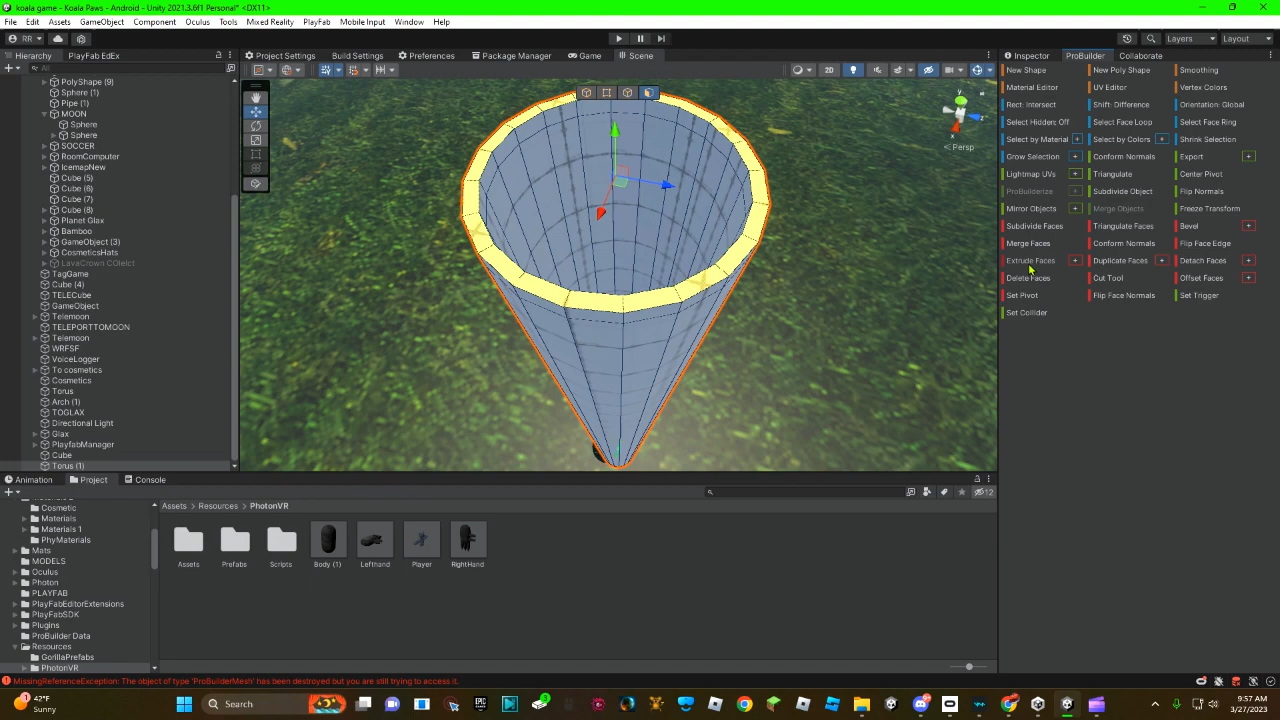 koala game - Koala Paws - Android - Unity 2021.3.6f1 Personal* <DX11>
File Edit Assets GameObject Component Cinemachine Oculus Tools Mixed Reality PlayFab Mobile Input Window Help
RR Layers Layout
Hierarchy PlayFab EdEx Project Settings Build Settings Preferences Package Manager Game Scene Inspector ProBuilder Collaborate
All
2D
PolyShape (9)
Sphere (1)
Pipe (1)
MOON
Sphere
Sphere
SOCCER
RoomComputer
IcemapNew
Cube (5)
Cube (6)
Cube (7)
Cube (8)
Planet Glax
Bamboo
GameObject (3)
CosmeticsHats
LavaCrown COlelct
TagGame
Cube (4)
TELECube
GameObject
Telemoon
TELEPORTTOMOON
Telemoon
WRFSF
VoiceLogger
To cosmetics
Cosmetics
Torus
Arch (1)
TOGLAX
Directional Light
Glax
PlayfabManager
Cube
Torus (1)
y
z
x
< Persp
New Shape New Poly Shape Smoothing
Material Editor UV Editor Vertex Colors
Rect: Intersect Shift: Difference Orientation: Global
Select Hidden: Off Select Face Loop Select Face Ring
Select by Material + Select by Colors + Shrink Selection
Grow Selection + Conform Normals Export +
Lightmap UVs + Triangulate Center Pivot
ProBuilderize + Subdivide Object Flip Normals
Mirror Objects + Merge Objects Freeze Transform
Subdivide Faces Triangulate Faces Bevel +
Merge Faces Conform Normals Flip Face Edge
Extrude Faces + Duplicate Faces + Detach Faces +
Delete Faces Cut Tool Offset Faces +
Set Pivot Flip Face Normals Set Trigger
Set Collider
Animation Project Console
12
Assets > Resources > PhotonVR
Cosmetic
Materials
Materials 1
PhyMaterials
Mats
MODELS
Oculus
Photon
PLAYFAB
PlayFabEditorExtensions
PlayFabSDK
Plugins
ProBuilder Data
Resources
GorillaPrefabs
PhotonVR
Assets Prefabs Scripts Body (1) Lefthand Player RightHand
MissingReferenceException: The object of type 'ProBuilderMesh' has been destroyed but you are still trying to access it.
42°F
Sunny
Search
9:57 AM
3/27/2023